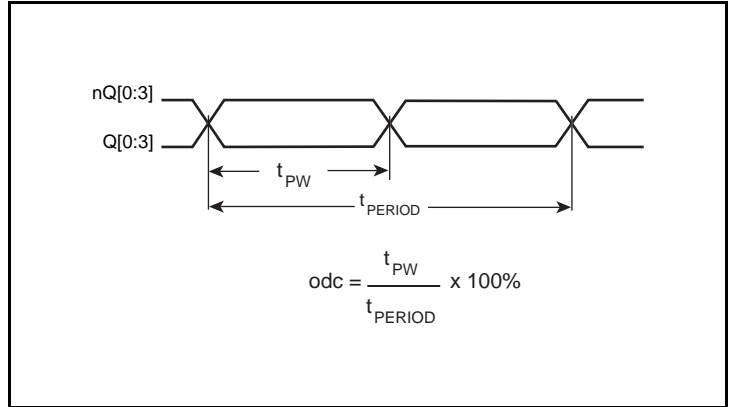 nQ[0:3]
Q[0:3]
tPW
tPERIOD
odc = tPW / tPERIOD x 100%